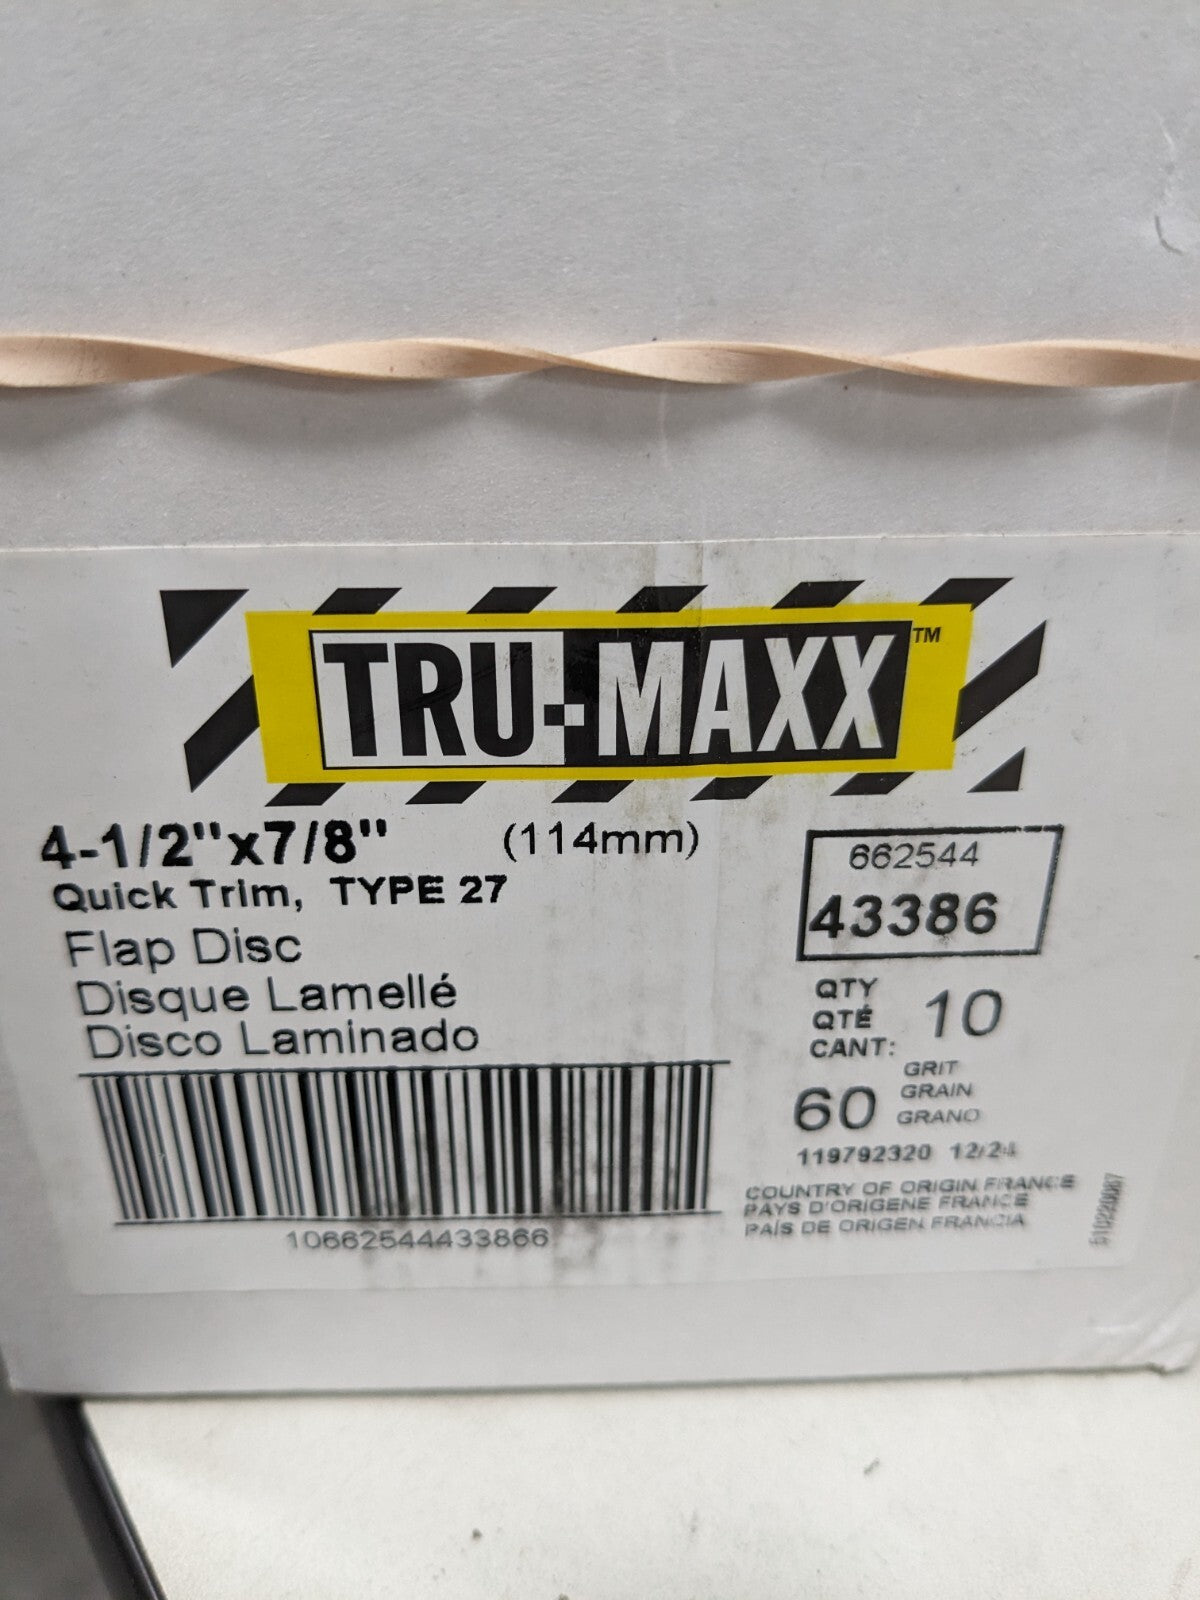 TRU-MAXX™
4-1/2"x7/8" (114mm)
Quick Trim, TYPE 27
Flap Disc
Disque Lamellé
Disco Laminado
10662544433866
662544
43386
QTY
QTÉ 10
CANT:
60 GRIT
GRAIN
GRANO
119792320 12/24
COUNTRY OF ORIGIN FRANCE
PAYS D'ORIGENE FRANCE
PAÍS DE ORIGEN FRANCIA